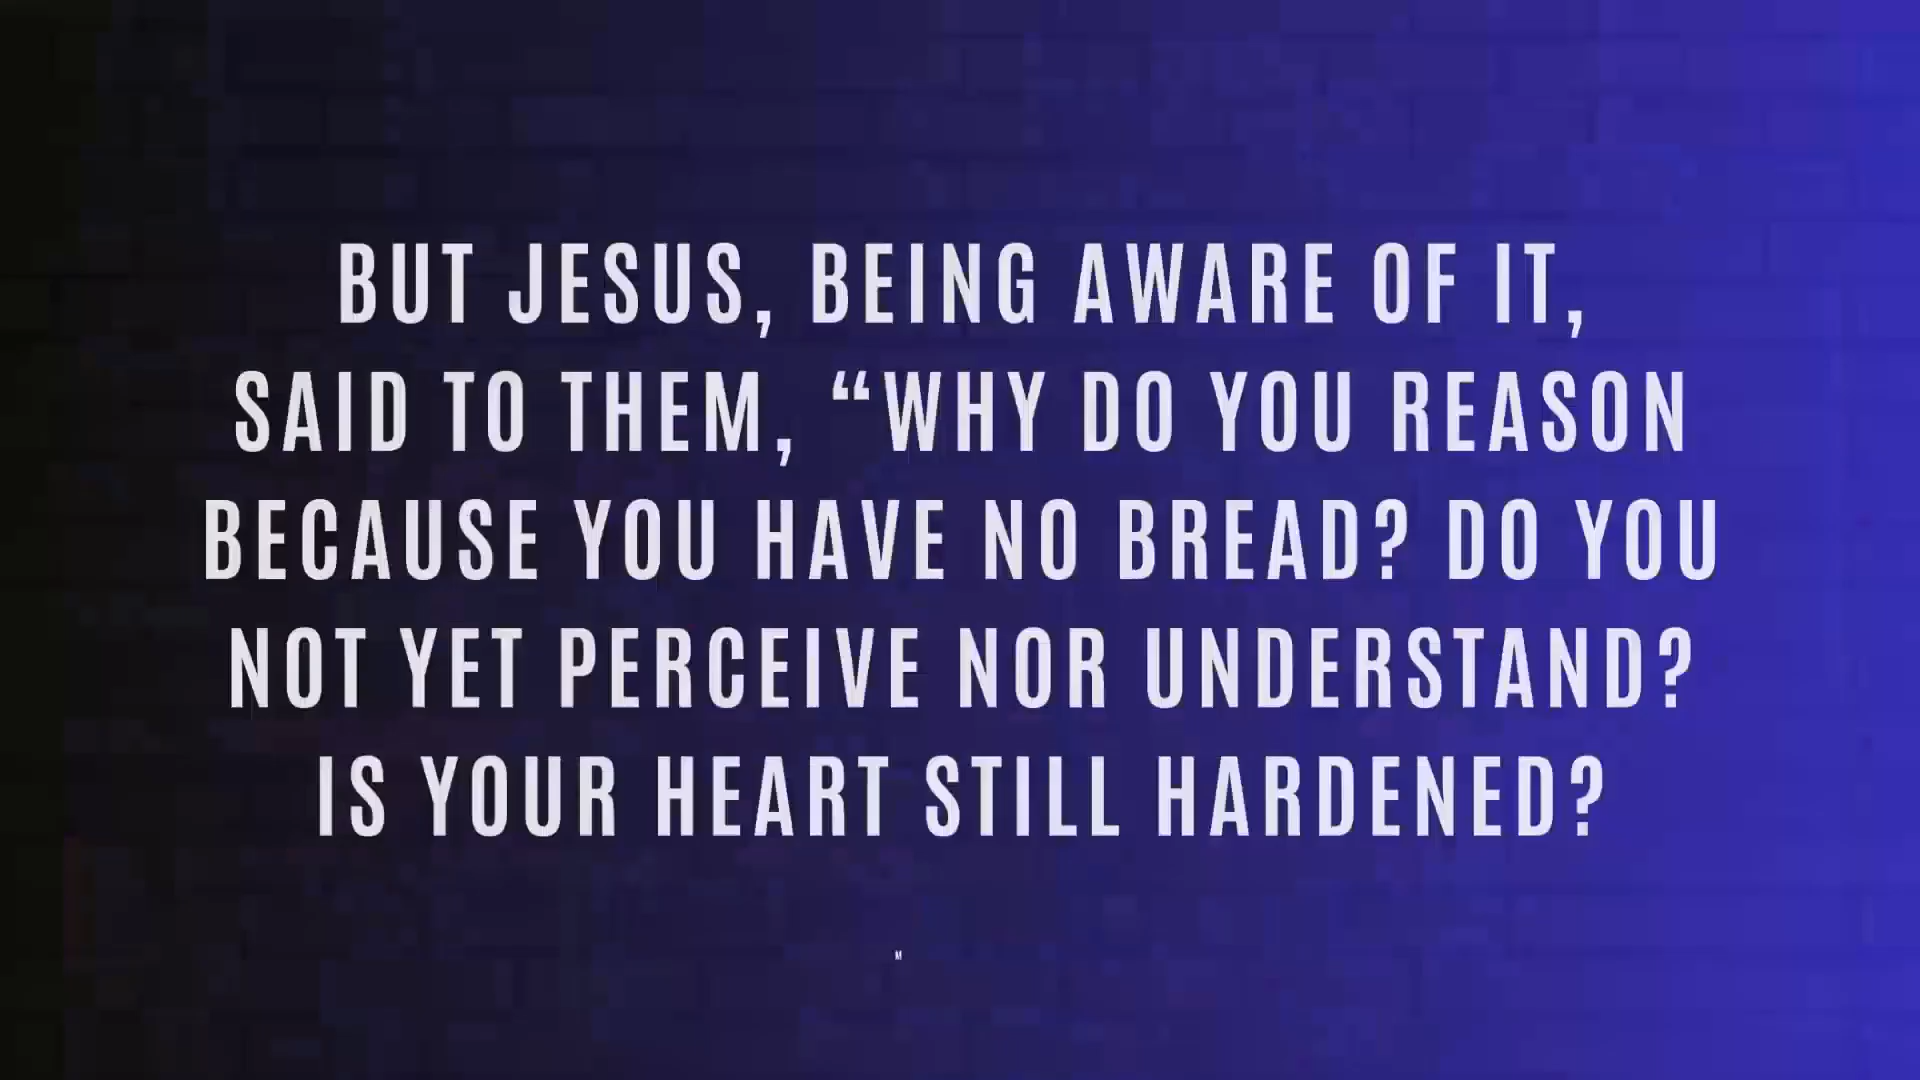 BUT JESUS, BEING AWARE OF IT,
SAID TO THEM, “WHY DO YOU REASON
BECAUSE YOU HAVE NO BREAD? DO YOU
NOT YET PERCEIVE NOR UNDERSTAND?
IS YOUR HEART STILL HARDENED?
M